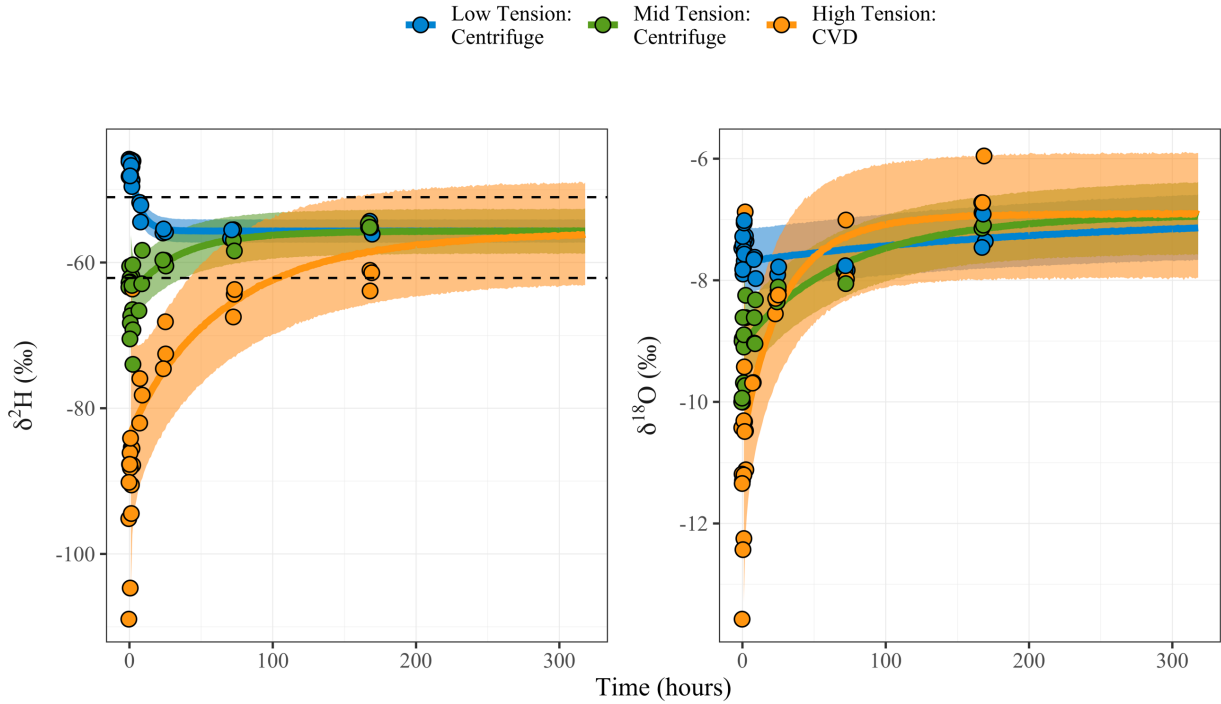 Low Tension:
Centrifuge
Mid Tension:
Centrifuge
High Tension:
CVD
δ²H (‰)
-60
-80
-100
0
100
200
300
δ¹⁸O (‰)
-6
-8
-10
-12
0
100
200
300
Time (hours)